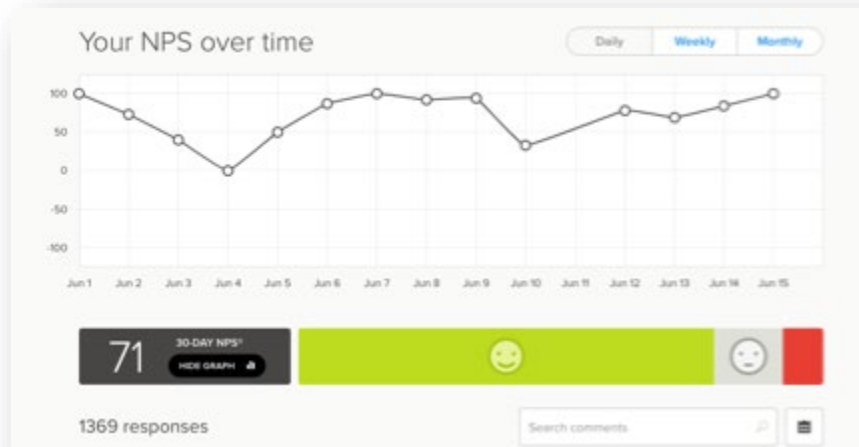 Your NPS over time
Daily Weekly Monthly
100
50
0
-50
-100
Jun 1 Jun 2 Jun 3 Jun 4 Jun 5 Jun 6 Jun 7 Jun 8 Jun 9 Jun 10 Jun 11 Jun 12 Jun 13 Jun 14 Jun 15
71 30-DAY NPS®
HIDE GRAPH
1369 responses
Search comments